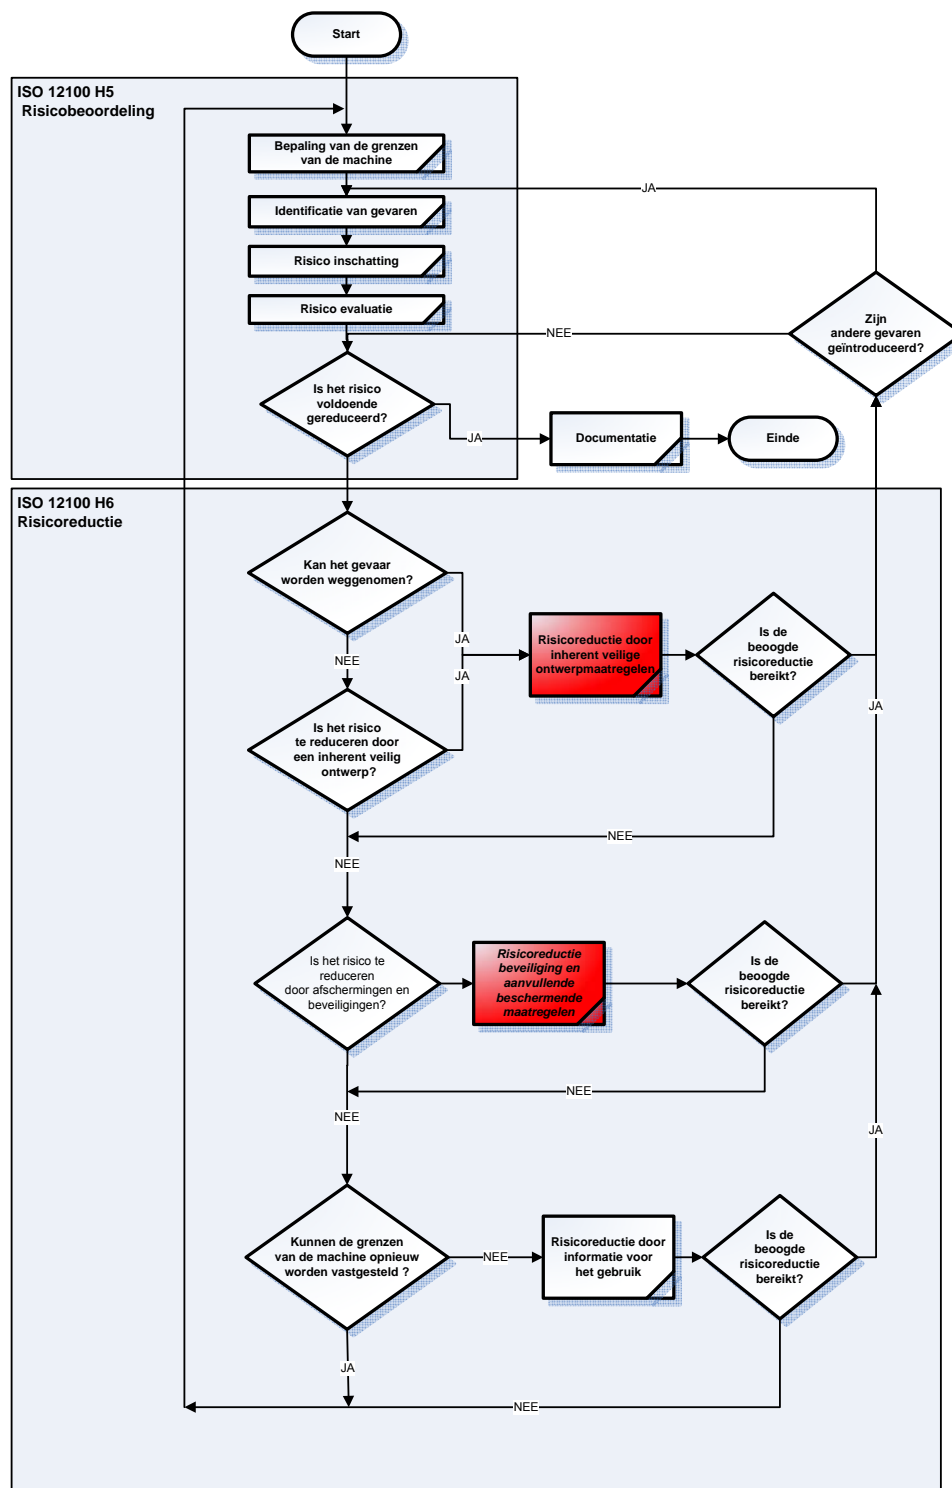 Start
ISO 12100 H5
Risicobeoordeling
Bepaling van de grenzen
van de machine
JA
Identificatie van gevaren
Risico inschatting
Risico evaluatie
NEE
Zijn
andere gevaren
geïntroduceerd?
Is het risico
voldoende
gereduceerd?
JA
Documentatie
Einde
ISO 12100 H6
Risicoreductie
Kan het gevaar
worden weggenomen?
JA
NEE
JA
Risicoreductie door
inherent veilige
ontwerpmaatregelen
Is de
beoogde
risicoreductie
bereikt?
JA
Is het risico
te reduceren door
een inherent veilig
ontwerp?
NEE
NEE
Is het risico te
reduceren
door afschermingen en
beveiligingen?
Risicoreductie
beveiliging en
aanvullende
beschermende
maatregelen
Is de
beoogde
risicoreductie
bereikt?
NEE
NEE
JA
Kunnen de grenzen
van de machine opnieuw
worden vastgesteld ?
NEE
Risicoreductie door
informatie voor
het gebruik
Is de
beoogde
risicoreductie
bereikt?
JA
NEE